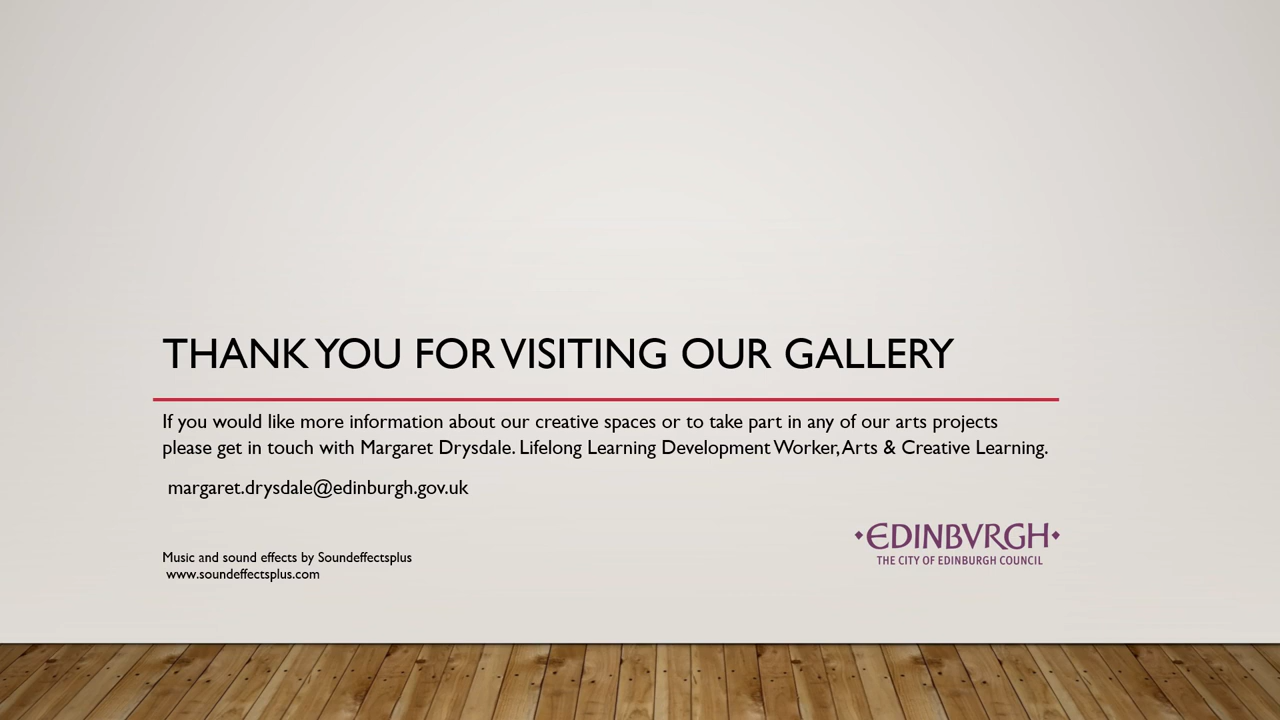 THANK YOU FOR VISITING OUR GALLERY
If you would like more information about our creative spaces or to take part in any of our arts projects
please get in touch with Margaret Drysdale. Lifelong Learning Development Worker, Arts & Creative Learning.
margaret.drysdale@edinburgh.gov.uk
Music and sound effects by Soundeffectsplus
www.soundeffectsplus.com
EDINBVRGH
THE CITY OF EDINBURGH COUNCIL